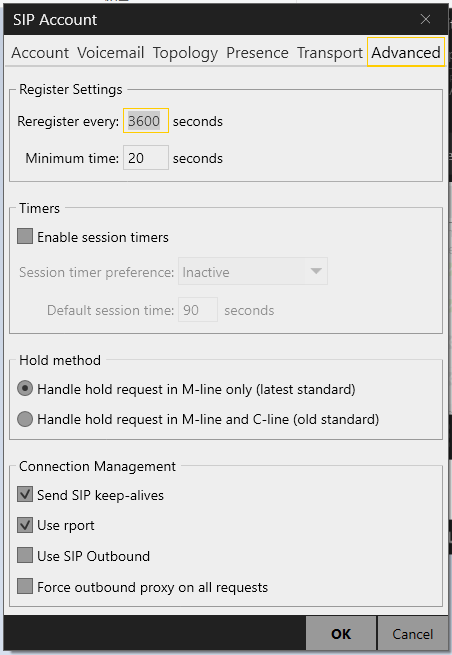 SIP Account
Account Voicemail Topology Presence Transport Advanced
Register Settings
Reregister every: 3600 seconds
Minimum time: 20 seconds
Timers
Enable session timers
Session timer preference: Inactive
Default session time: 90 seconds
Hold method
Handle hold request in M-line only (latest standard)
Handle hold request in M-line and C-line (old standard)
Connection Management
Send SIP keep-alives
Use rport
Use SIP Outbound
Force outbound proxy on all requests
OK Cancel